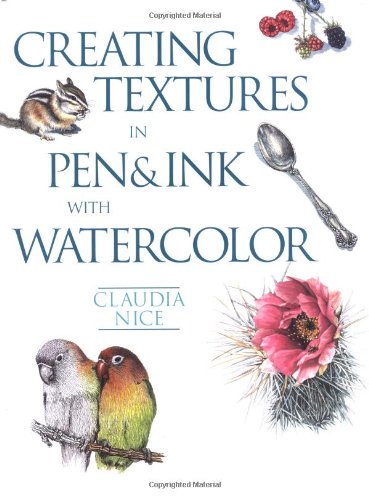 Copyrighted Material
CREATING
TEXTURES
IN
PEN & INK
WITH
WATERCOLOR
CLAUDIA
NICE
Copyrighted Material